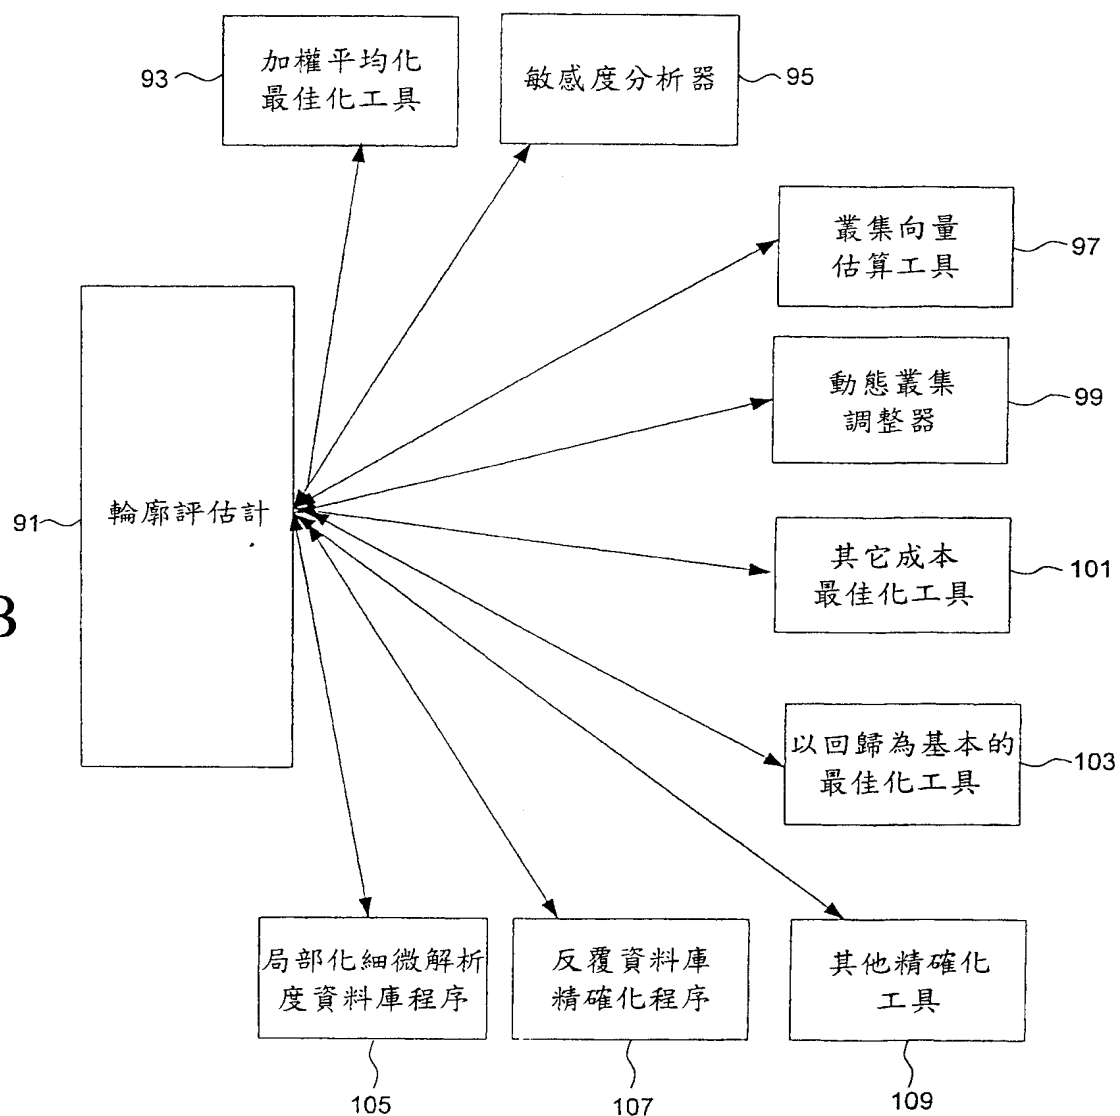 93
加權平均化
最佳化工具
敏感度分析器
95
叢集向量
估算工具
97
動態叢集
調整器
99
91
輪廓評估計
其它成本
最佳化工具
101
B
以回歸為基本的
最佳化工具
103
局部化細微解析
度資料庫程序
105
反覆資料庫
精確化程序
107
其他精確化
工具
109